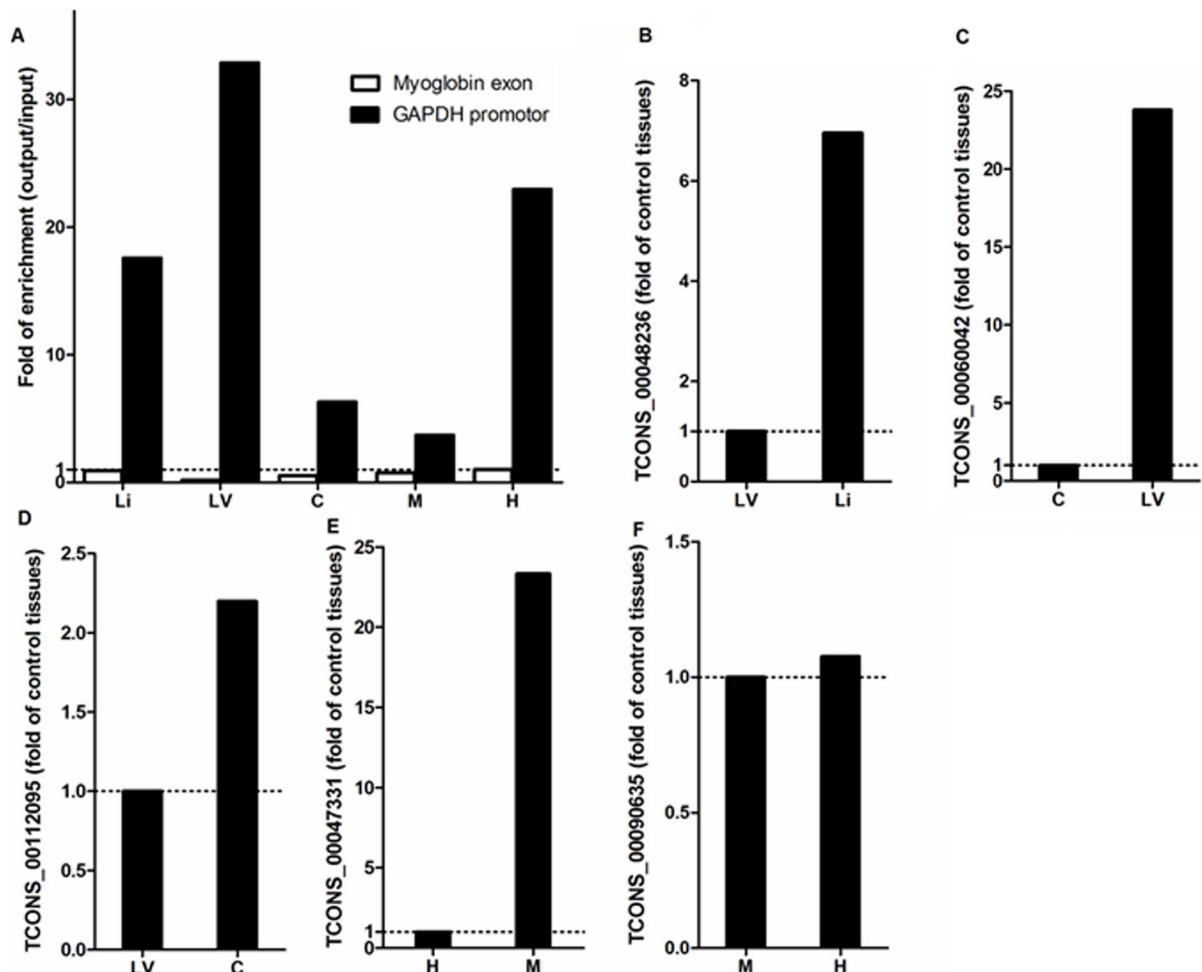 A
Fold of enrichment (output/input)
30
20
10
1
0
Myoglobin exon
GAPDH promotor
Li LV C M H
B
TCONS_00048236 (fold of control tissues)
8
6
4
2
1
0
LV Li
C
TCONS_00060042 (fold of control tissues)
25
20
15
10
5
1
0
C LV
D
TCONS_00112095 (fold of control tissues)
2.5
2.0
1.5
1.0
0.5
0.0
LV C
E
TCONS_00047331 (fold of control tissues)
25
20
15
10
5
1
0
H M
F
TCONS_00090635 (fold of control tissues)
1.5
1.0
0.5
0.0
M H